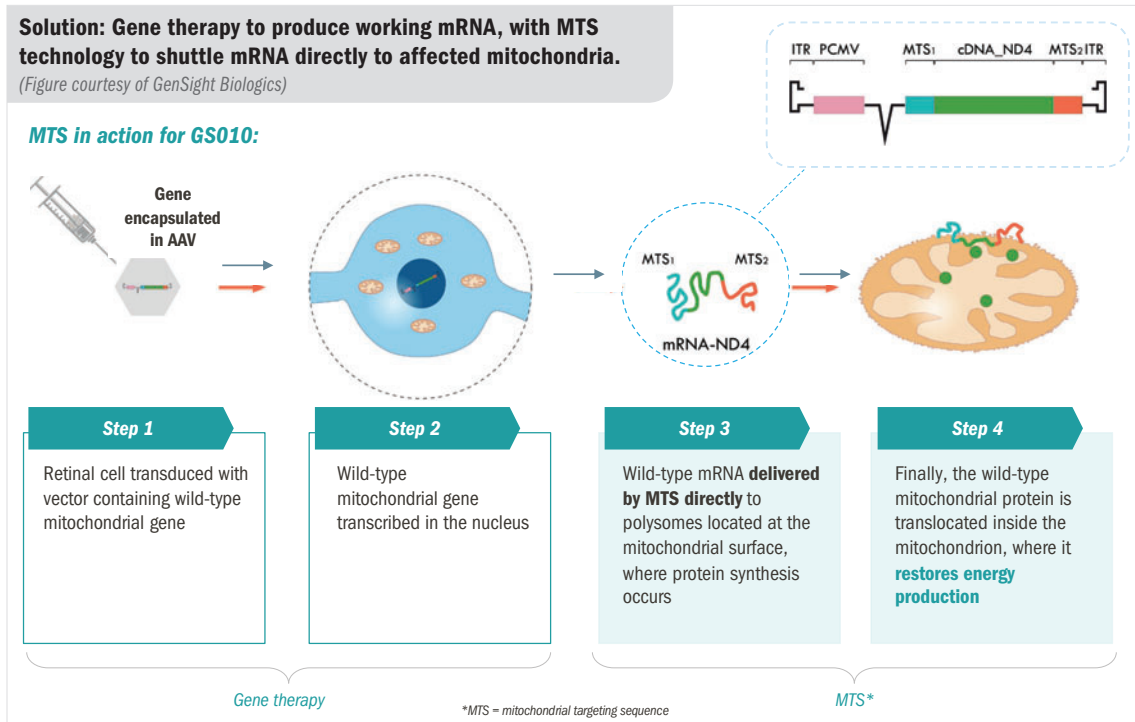 Solution: Gene therapy to produce working mRNA, with MTS
technology to shuttle mRNA directly to affected mitochondria.
(Figure courtesy of GenSight Biologics)
ITR PCMV MTS1 cDNA_ND4 MTS2 ITR
MTS in action for GS010:
Gene
encapsulated
in AAV
MTS1 MTS2
mRNA-ND4
Step 1
Retinal cell transduced with
vector containing wild-type
mitochondrial gene
Step 2
Wild-type
mitochondrial gene
transcribed in the nucleus
Step 3
Wild-type mRNA delivered
by MTS directly to
polysomes located at the
mitochondrial surface,
where protein synthesis
occurs
Step 4
Finally, the wild-type
mitochondrial protein is
translocated inside the
mitochondrion, where it
restores energy
production
Gene therapy
MTS*
*MTS = mitochondrial targeting sequence